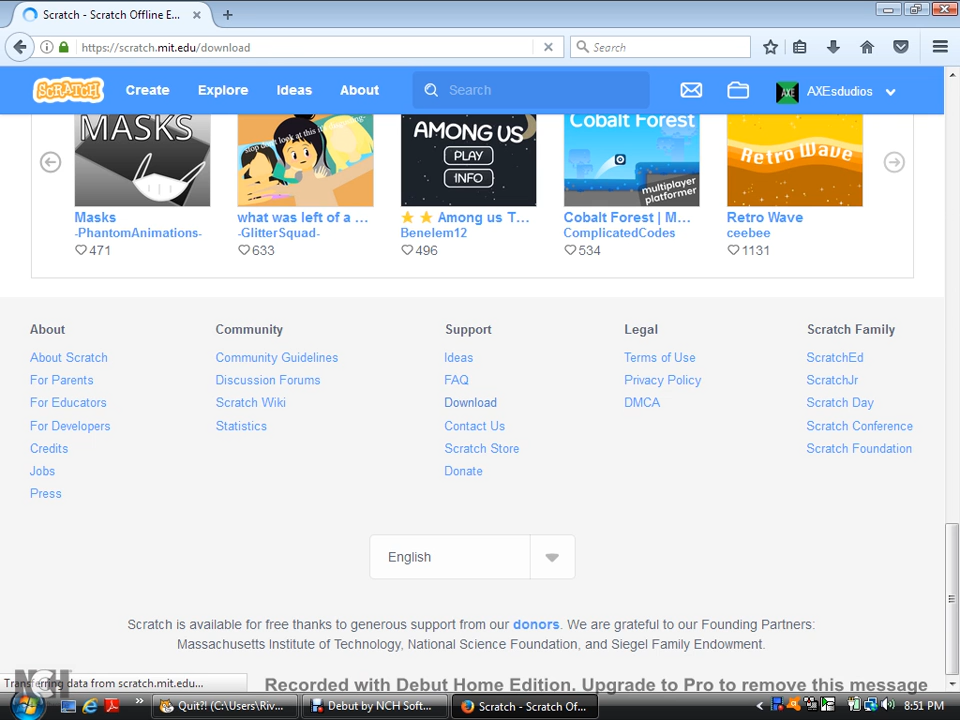 Scratch - Scratch Offline E...
https://scratch.mit.edu/download
Search
SCRATCH
Create
Explore
Ideas
About
Search
AXE
AXEsdudios
MASKS
AMONG US
PLAY
INFO
Cobalt Forest
multiplayer
platformer
Retro Wave
Masks
-PhantomAnimations-
471
what was left of a ...
-GlitterSquad-
633
Among us T...
Benelem12
496
Cobalt Forest | M...
ComplicatedCodes
534
Retro Wave
ceebee
1131
About
About Scratch
For Parents
For Educators
For Developers
Credits
Jobs
Press
Community
Community Guidelines
Discussion Forums
Scratch Wiki
Statistics
Support
Ideas
FAQ
Download
Contact Us
Scratch Store
Donate
Legal
Terms of Use
Privacy Policy
DMCA
Scratch Family
ScratchEd
ScratchJr
Scratch Day
Scratch Conference
Scratch Foundation
English
Scratch is available for free thanks to generous support from our donors. We are grateful to our Founding Partners:
Massachusetts Institute of Technology, National Science Foundation, and Siegel Family Endowment.
Transferring data from scratch.mit.edu...
NCH
Recorded with Debut Home Edition. Upgrade to Pro to remove this message
Quit?! (C:\Users\Riv...
Debut by NCH Soft...
Scratch - Scratch Of...
8:51 PM